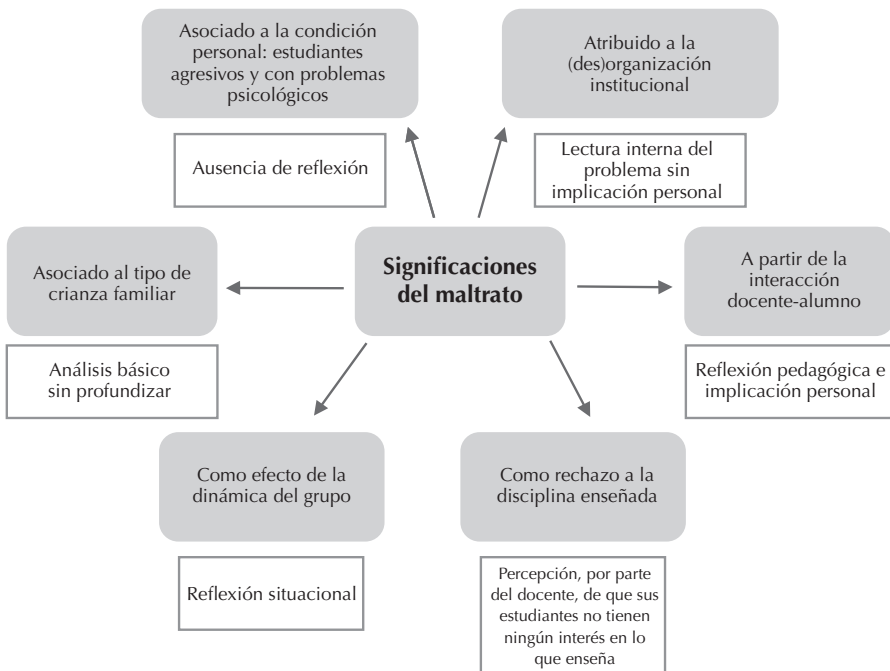 Asociado a la condición
personal: estudiantes
agresivos y con problemas
psicológicos
Ausencia de reflexión
Atribuido a la
(des)organización
institucional
Lectura interna del
problema sin
implicación personal
Asociado al tipo de
crianza familiar
Análisis básico
sin profundizar
Significaciones
del maltrato
A partir de la
interacción
docente-alumno
Reflexión pedagógica e
implicación personal
Como efecto de la
dinámica del grupo
Reflexión situacional
Como rechazo a la
disciplina enseñada
Percepción, por parte
del docente, de que sus
estudiantes no tienen
ningún interés en lo
que enseña